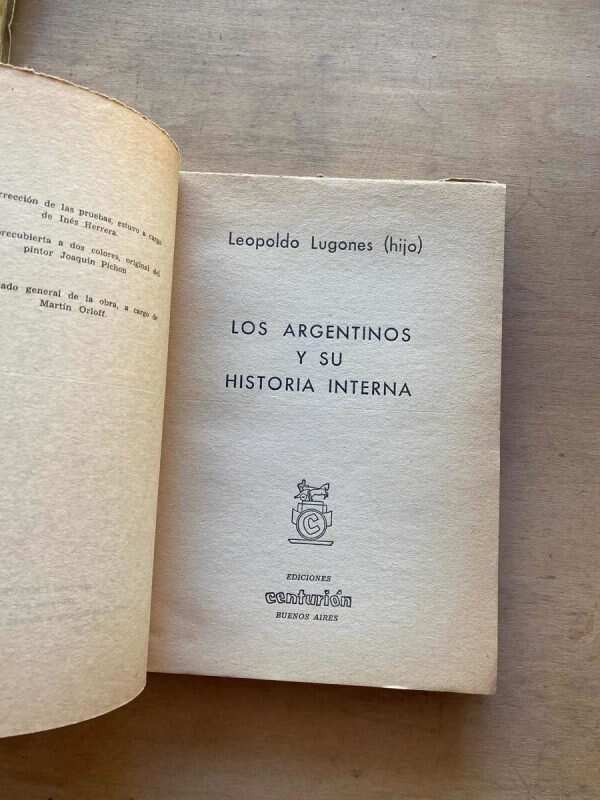 rrección de las pruebas, estuvo a cargo
de Inés Herrera.
recubierta a dos colores, original del
pintor Joaquín Pichon
ado general de la obra, a cargo de
Martín Orloff.
Leopoldo Lugones (hijo)
LOS ARGENTINOS
Y SU
HISTORIA INTERNA
C
EDICIONES
centurión
BUENOS AIRES